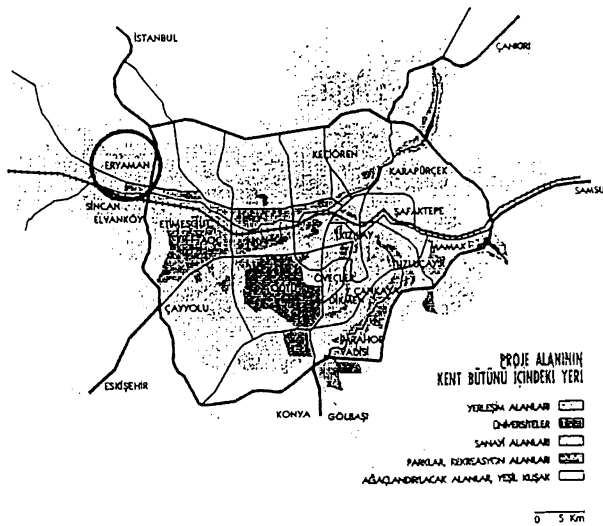 İSTANBUL
ÇANKIRI
ERYAMAN
KEÇİÖREN
KARAPÜRÇEK
SAMSU
SİNCAN
ELVANKÖY
ETİMESGUT
ŞAFAKTEPE
MAMAK
TUZLUÇAYIR
ÖVEÇLER
ÇANKAYA
DİKMEN
ÇAYYOLU
VADİSİ
ESKİŞEHİR
KONYA
GÖLBAŞI
PROJE ALANININ
KENT BÜTÜNÜ İÇİNDEKİ YERİ
YERLEŞİM ALANLARI
ÜNİVERSİTELER
SANAYİ ALANLARI
PARKLAR, REKREASYON ALANLARI
AĞAÇLANDIRILACAK ALANLAR, YEŞİL KUŞAK
0 5 Km